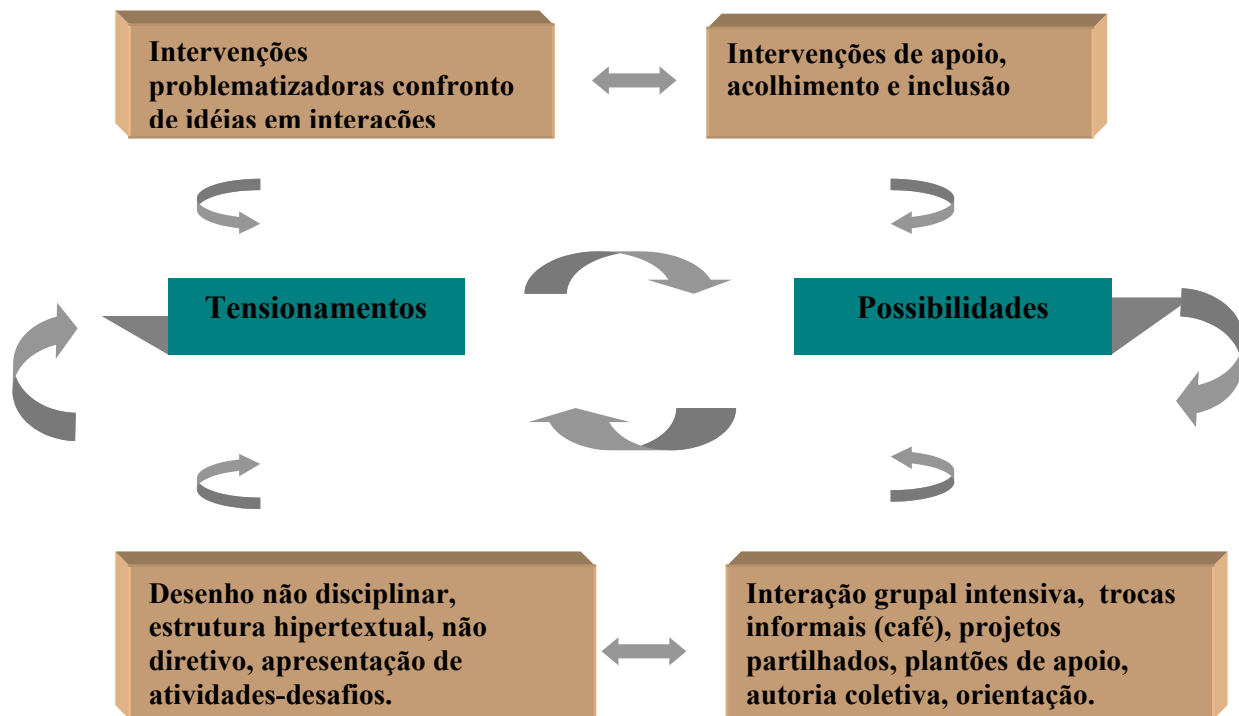 Intervenções
problematizadoras confronto
de idéias em interações
Intervenções de apoio,
acolhimento e inclusão
Tensionamentos
Possibilidades
Desenho não disciplinar,
estrutura hipertextual, não
diretivo, apresentação de
atividades-desafios.
Interação grupal intensiva, trocas
informais (café), projetos
partilhados, plantões de apoio,
autoria coletiva, orientação.